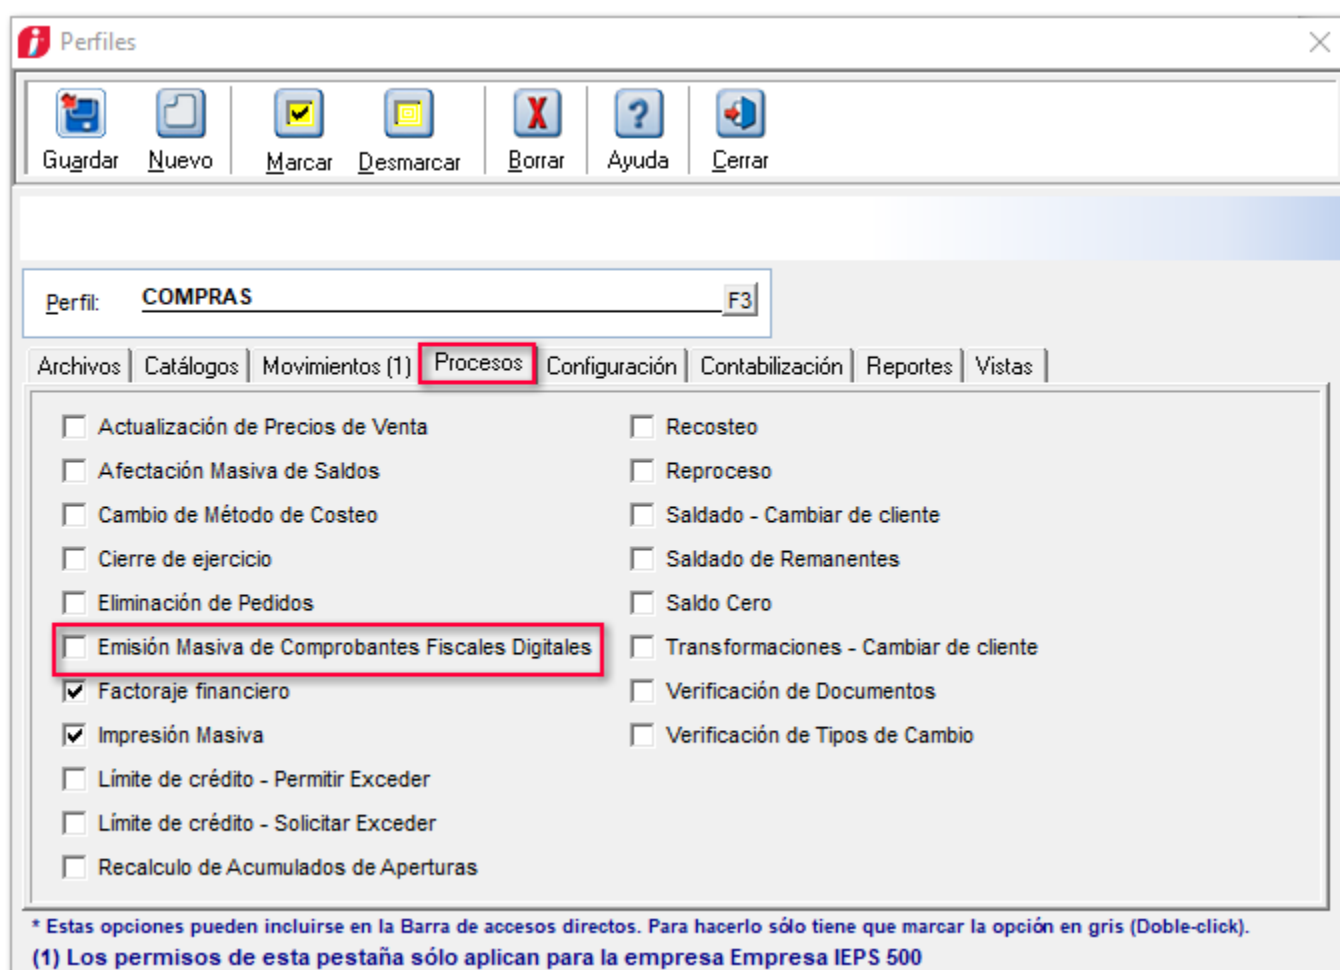 Perfiles
Guardar Nuevo Marcar Desmarcar Borrar Ayuda Cerrar
Perfil: COMPRAS F3
Archivos Catálogos Movimientos (1) Procesos Configuración Contabilización Reportes Vistas
Actualización de Precios de Venta
Afectación Masiva de Saldos
Cambio de Método de Costeo
Cierre de ejercicio
Eliminación de Pedidos
Emisión Masiva de Comprobantes Fiscales Digitales
Factoraje financiero
Impresión Masiva
Límite de crédito - Permitir Exceder
Límite de crédito - Solicitar Exceder
Recalculo de Acumulados de Aperturas
Recosteo
Reproceso
Saldado - Cambiar de cliente
Saldado de Remanentes
Saldo Cero
Transformaciones - Cambiar de cliente
Verificación de Documentos
Verificación de Tipos de Cambio
* Estas opciones pueden incluirse en la Barra de accesos directos. Para hacerlo sólo tiene que marcar la opción en gris (Doble-click).
(1) Los permisos de esta pestaña sólo aplican para la empresa Empresa IEPS 500